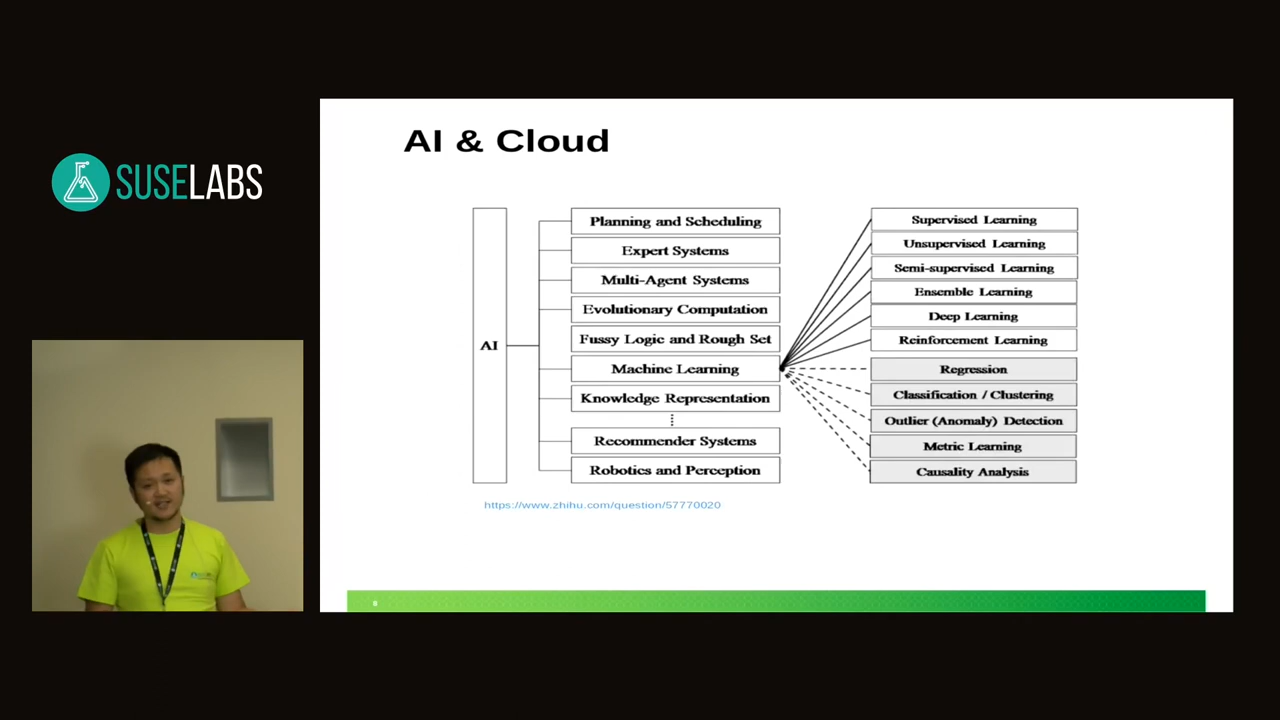 SUSELABS
AI & Cloud
AI
Planning and Scheduling
Expert Systems
Multi-Agent Systems
Evolutionary Computation
Fussy Logic and Rough Set
Machine Learning
Knowledge Representation
Recommender Systems
Robotics and Perception
Supervised Learning
Unsupervised Learning
Semi-supervised Learning
Ensemble Learning
Deep Learning
Reinforcement Learning
Regression
Classification / Clustering
Outlier (Anomaly) Detection
Metric Learning
Causality Analysis
https://www.zhihu.com/question/57770020
8